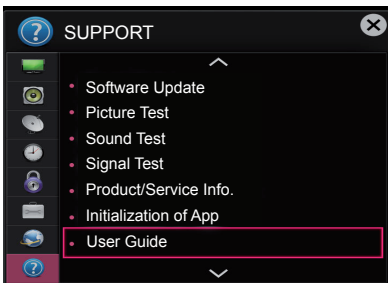 SUPPORT
• Software Update
• Picture Test
• Sound Test
• Signal Test
• Product/Service Info.
• Initialization of App
• User Guide